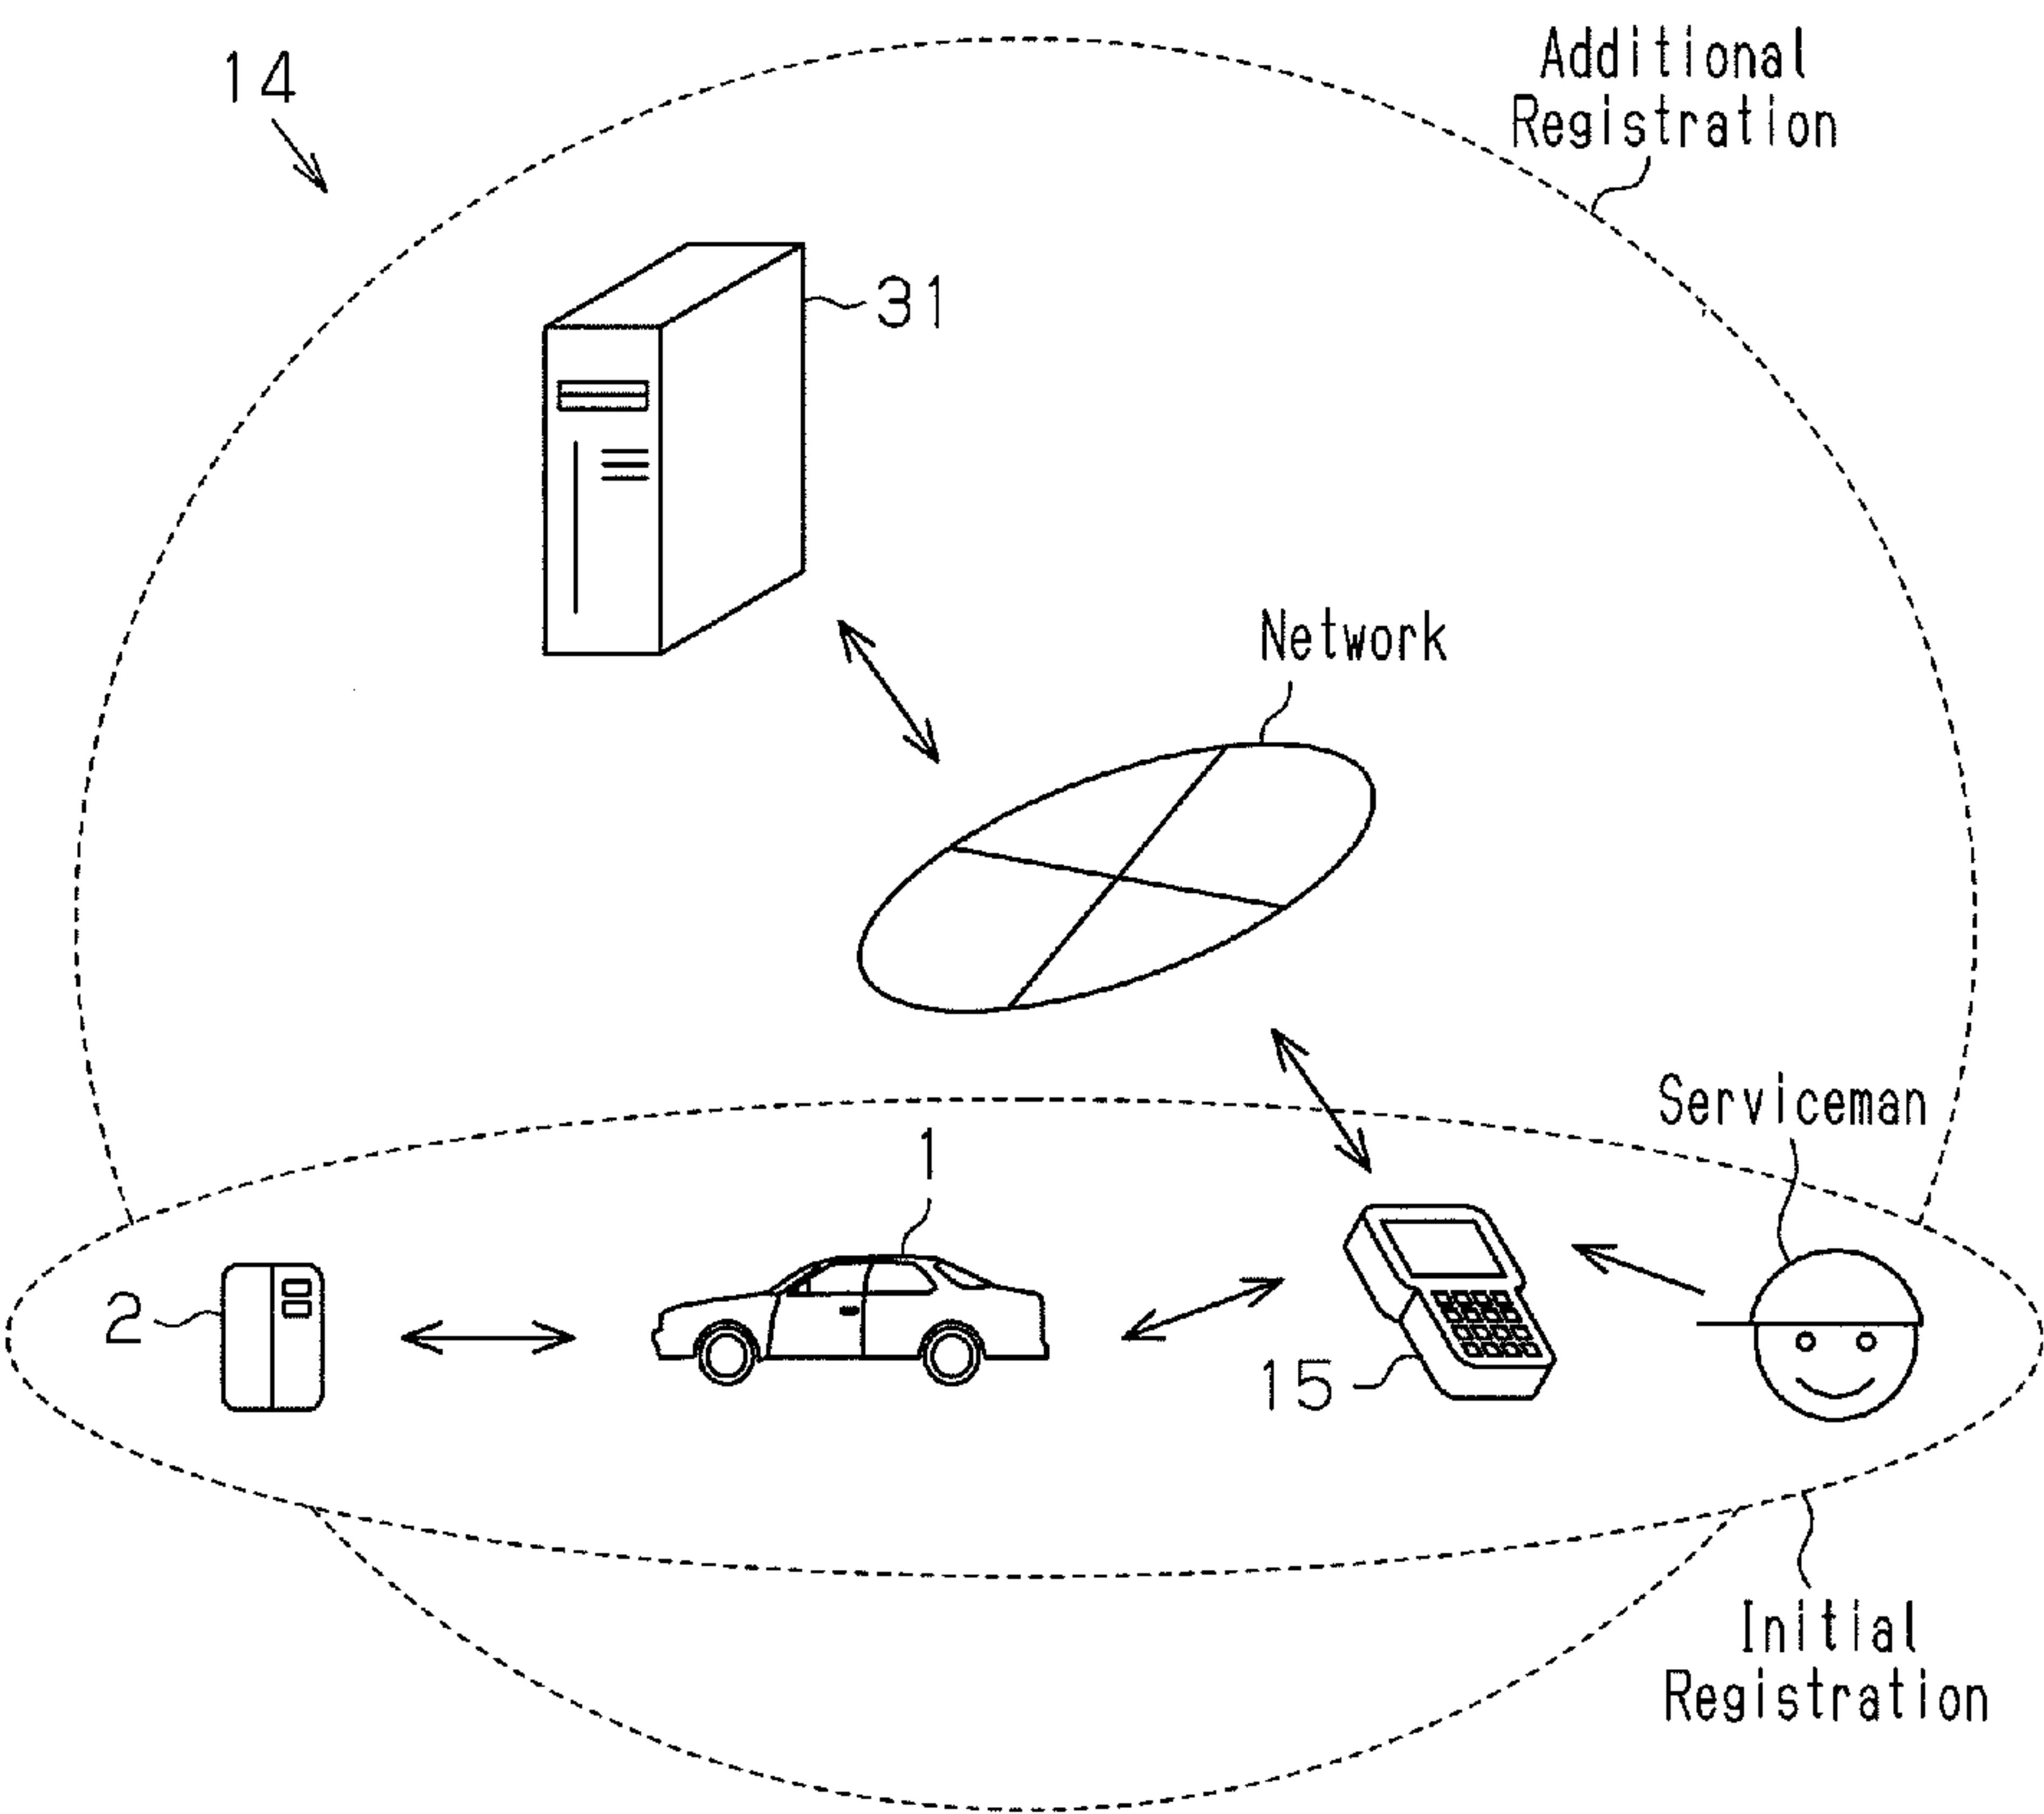 Additional
Registration
14
31
Network
Serviceman
1
2
15
Initial
Registration